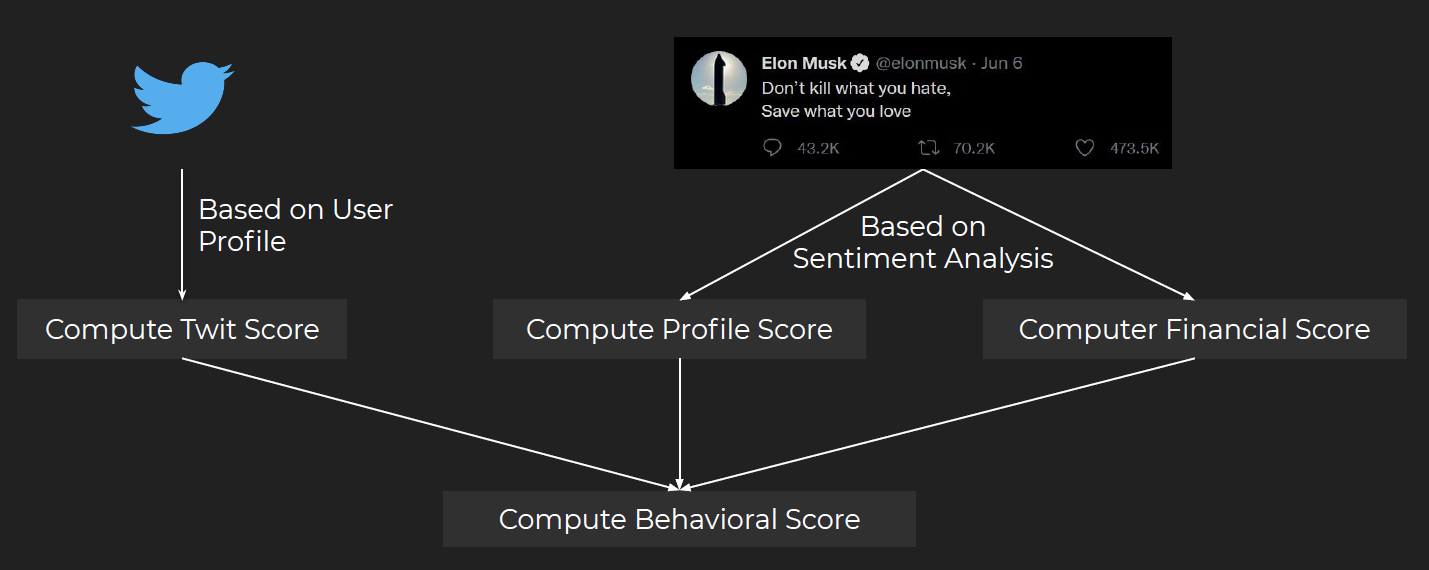 Elon Musk @elonmusk · Jun 6
Don't kill what you hate,
Save what you love
43.2K 70.2K 473.5K
Based on User
Profile
Based on
Sentiment Analysis
Compute Twit Score
Compute Profile Score
Computer Financial Score
Compute Behavioral Score